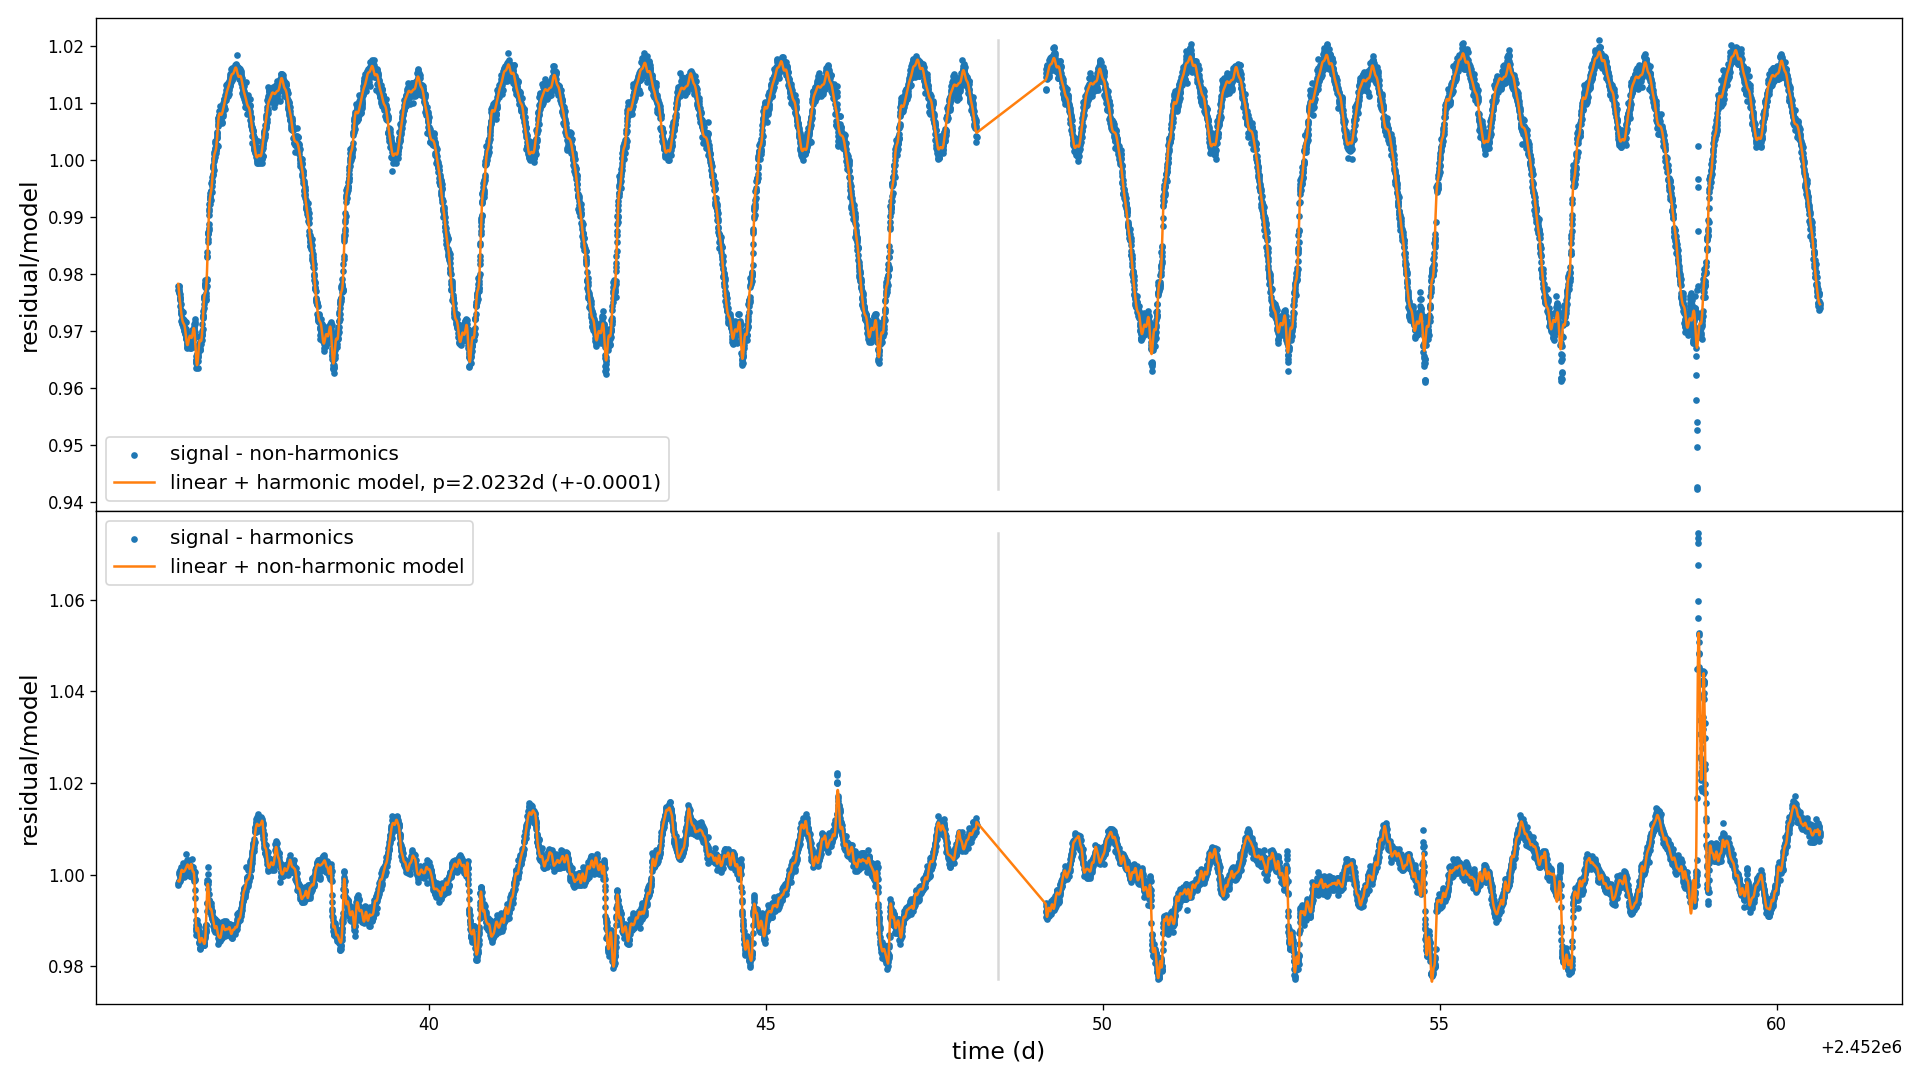 1.02
1.01
1.00
0.99
0.98
0.97
0.96
0.95
0.94
residual/model
signal - non-harmonics
linear + harmonic model, p=2.0232d (+-0.0001)
signal - harmonics
linear + non-harmonic model
1.06
1.04
1.02
1.00
0.98
residual/model
40
45
50
55
60
time (d)
+2.452e6